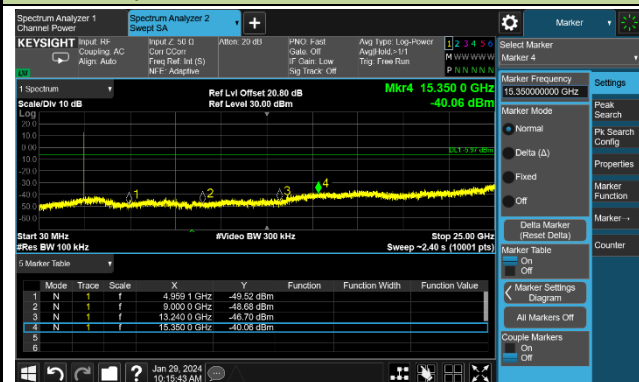 Spectrum Analyzer 1
Channel Power
Spectrum Analyzer 2
Swept SA
Marker
KEYSIGHT
Input: RF
Coupling: AC
Align: Auto
Input Z: 50 Ω
Corr CCorr
Freq Ref: Int (S)
NFE: Adaptive
Atten: 20 dB
PNO: Fast
Gate: Off
IF Gain: Low
Sig Track: Off
Avg Type: Log-Power
Avg|Hold:>1/1
Trig: Free Run
1 2 3 4 5 6
M W W W W W
P N N N N N
LXI
Select Marker
Marker 4
1 Spectrum
Scale/Div 10 dB
Ref Lvl Offset 20.80 dB
Ref Level 30.00 dBm
Mkr4 15.350 0 GHz
-40.06 dBm
Log
20.0
10.0
0.00
-10.0
-20.0
-30.0
-40.0
-50.0
-60.0
DL1 -5.97 dBm
1
2
3
4
Start 30 MHz
#Res BW 100 kHz
#Video BW 300 kHz
Stop 25.00 GHz
Sweep ~2.40 s (10001 pts)
5 Marker Table
Mode Trace Scale X Y Function Function Width Function Value
1 N 1 f 4.959 1 GHz -49.52 dBm
2 N 1 f 9.000 0 GHz -48.68 dBm
3 N 1 f 13.240 0 GHz -46.70 dBm
4 N 1 f 15.350 0 GHz -40.06 dBm
5
6
Marker Frequency
15.350000000 GHz
Marker Mode
Normal
Delta (Δ)
Fixed
Off
Delta Marker
(Reset Delta)
Marker Table
On
Off
Marker Settings
Diagram
All Markers Off
Couple Markers
On
Off
Settings
Peak
Search
Pk Search
Config
Properties
Marker
Function
Marker→
Counter
Jan 29, 2024
10:15:43 AM